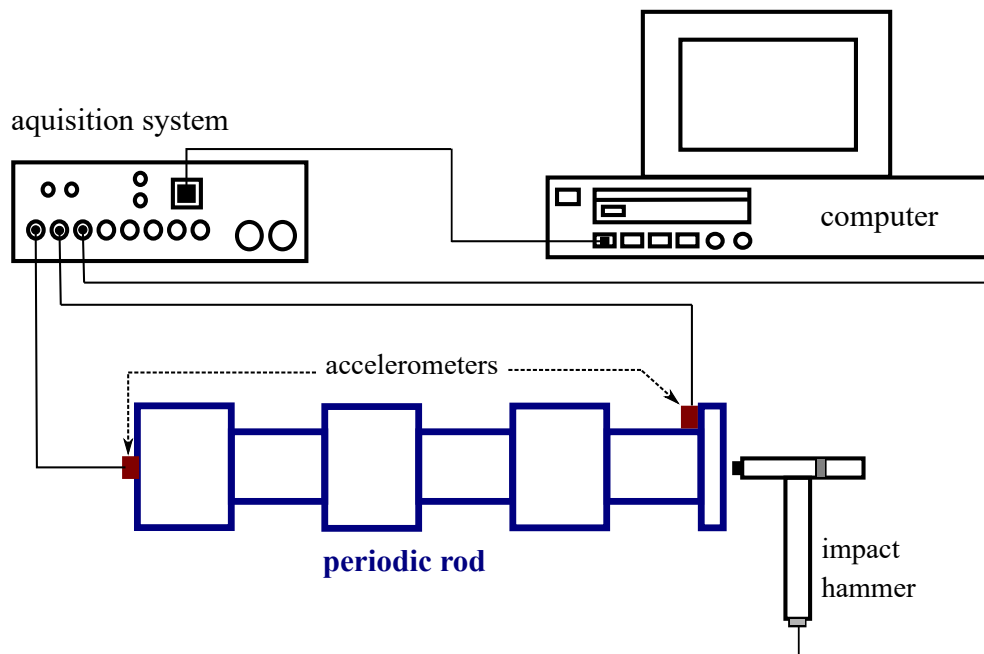 aquisition system
computer
accelerometers
periodic rod
impact
hammer